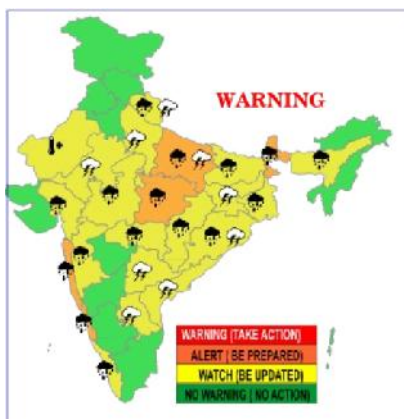 WARNING
WARNING (TAKE ACTION)
ALERT ( BE PREPARED)
WATCH (BE UPDATED)
NO WARNING ( NO ACTION)